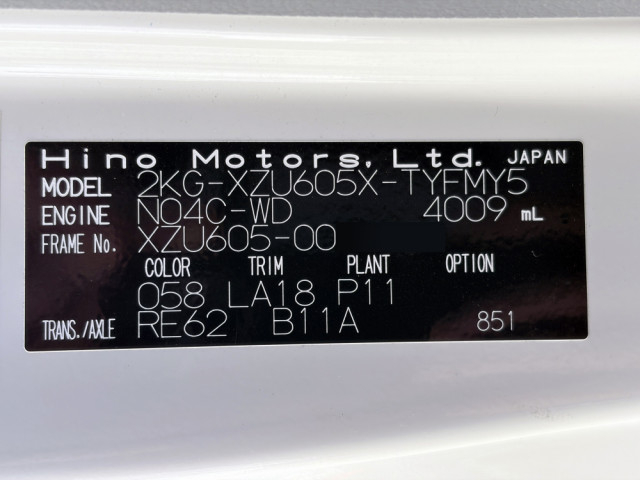 Hino Motors, Ltd. JAPAN
MODEL 2KG-XZU605X-TYFMY5
ENGINE N04C-WD 4009 mL
FRAME No. XZU605-00
COLOR TRIM PLANT OPTION
058 LA18 P11
TRANS./AXLE RE62 B11A 851